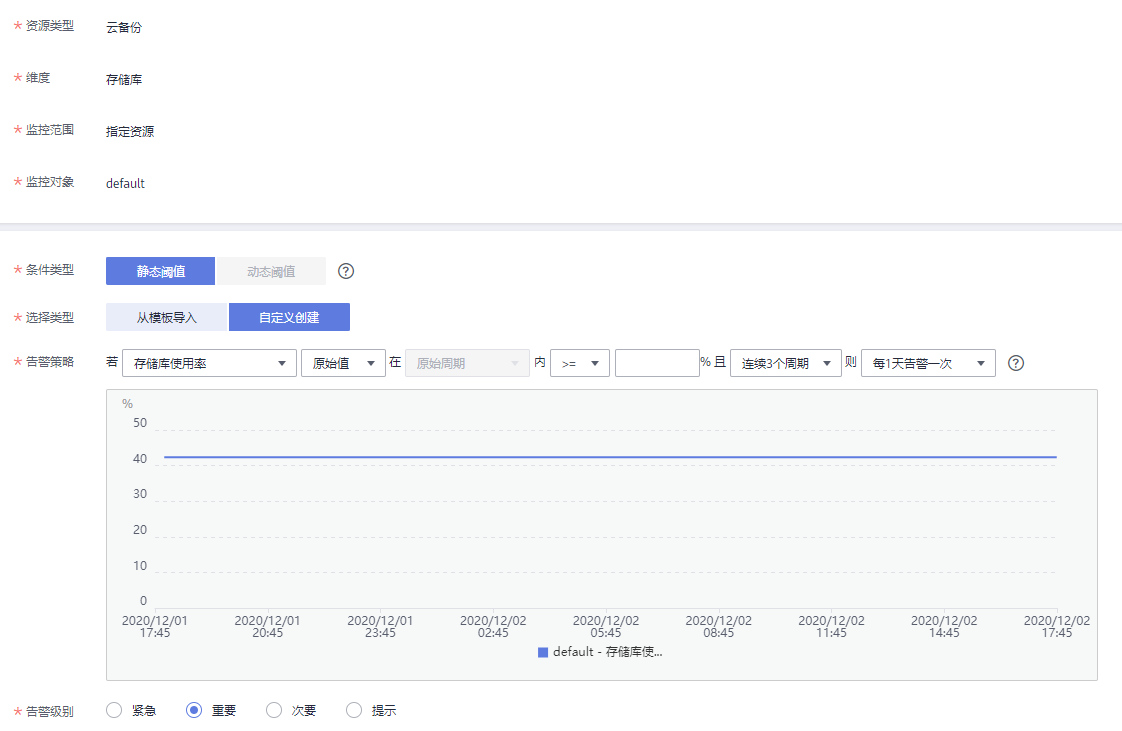 * 资源类型 云备份
* 维度 存储库
* 监控范围 指定资源
* 监控对象 default
* 条件类型 静态阈值 动态阈值 ?
* 选择类型 从模板导入 自定义创建
* 告警策略 若 存储库使用率 原始值 在 原始周期 内 >= % 且 连续3个周期 则 每1天告警一次 ?
%
50
40
30
20
10
0
2020/12/01 2020/12/01 2020/12/01 2020/12/02 2020/12/02 2020/12/02 2020/12/02 2020/12/02 2020/12/02
17:45 20:45 23:45 02:45 05:45 08:45 11:45 14:45 17:45
default - 存储库使...
* 告警级别 紧急 重要 次要 提示